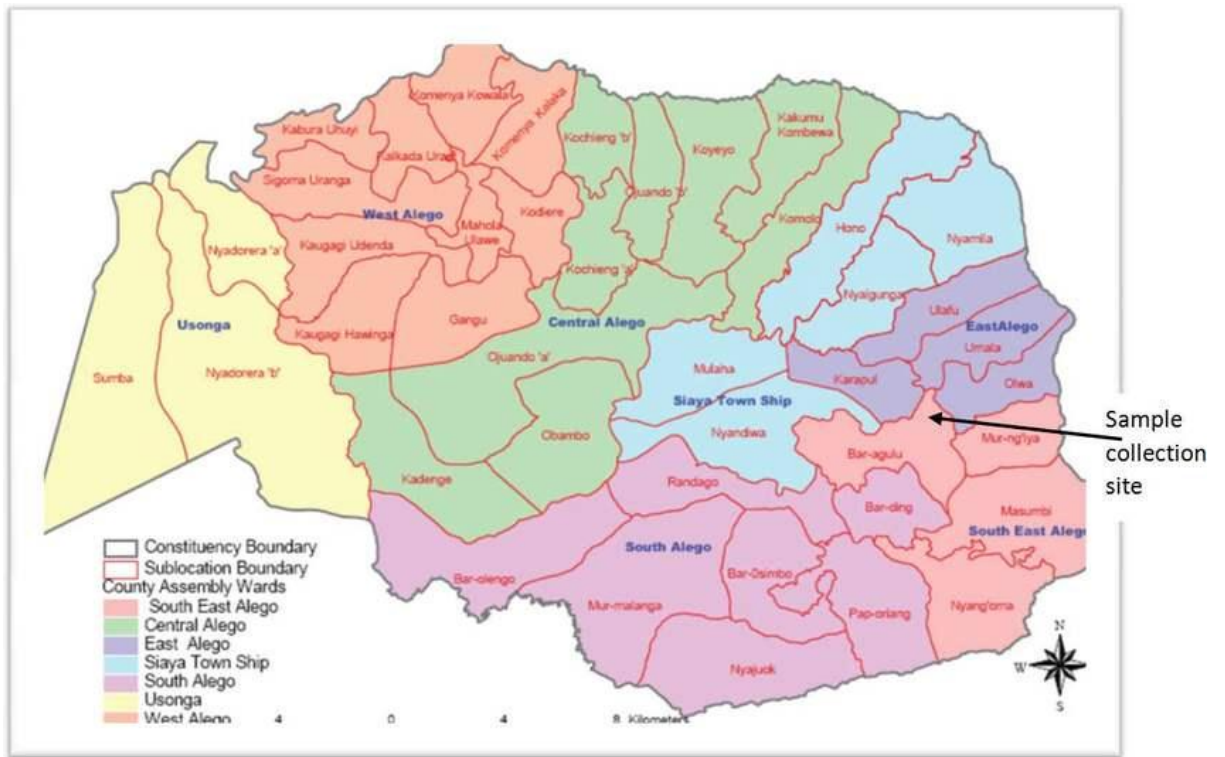 Komenya Kowala
Kabura Uhuyi
Komenya Kalaka
Kalkada Uradi
Kochieng 'b'
Koyeyo
Kakumu
Kombewa
Sigoma Uranga
Ojuando 'b'
West Alego
Kodiere
Mahola
Ulawe
Komolo
Hono
Nyamila
Nyadorera 'a'
Kaugagi Udenda
Kochieng 'a'
Nyaigunga
Usonga
Kaugagi Hawinga
Gangu
Central Alego
Ulafu
EastAlego
Umala
Sumba
Nyadorera 'b'
Ojuando 'a'
Mulaha
Karapul
Olwa
Siaya Town Ship
Sample
collection
site
Obambo
Nyandiwa
Bar-agulu
Mur-ng'iya
Kadenge
Randago
Bar-ding
Masumbi
South East Alego
South Alego
Bar-olengo
Bar-Osimbo
Mur-malanga
Pap-oriang
Nyang'oma
Nyajuok
Constituency Boundary
Sublocation Boundary
County Assembly Wards
South East Alego
Central Alego
East Alego
Siaya Town Ship
South Alego
Usonga
West Alego
4 0 4 8 Kilometers
N
W
S